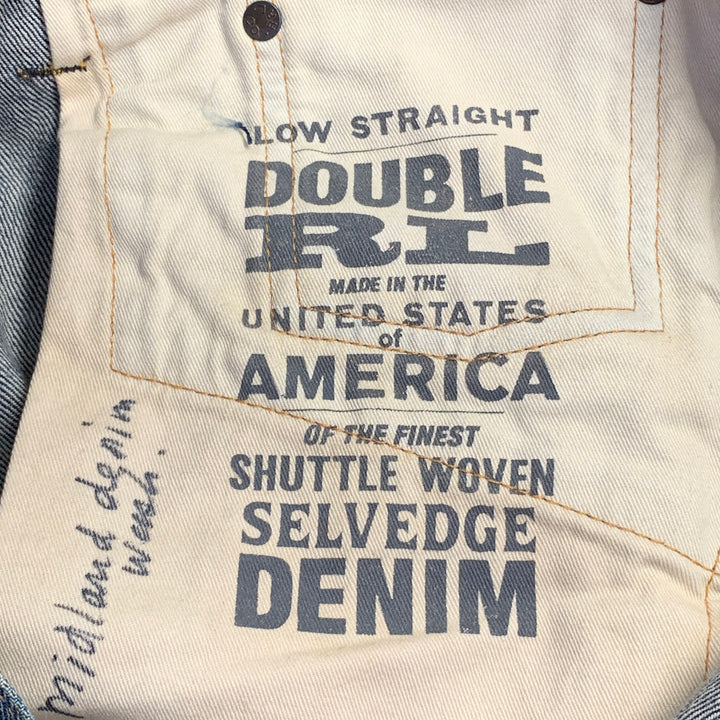 LOW STRAIGHT
DOUBLE
RL
MADE IN THE
UNITED STATES
of
AMERICA
OF THE FINEST
SHUTTLE WOVEN
SELVEDGE
DENIM
Midland denim
wash.